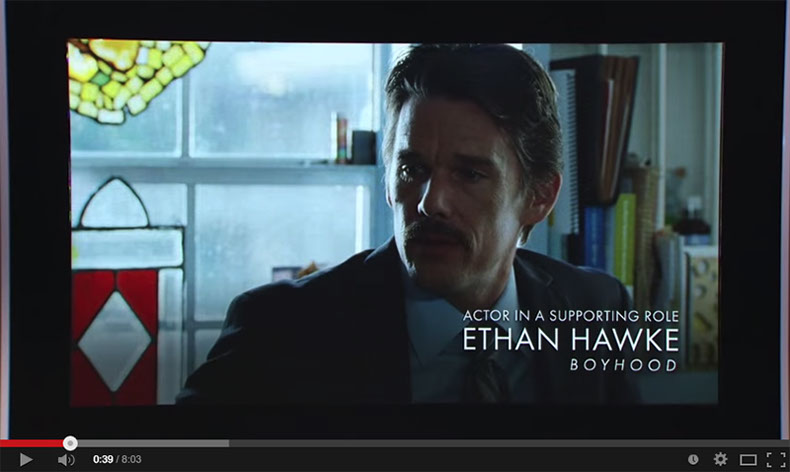 ACTOR IN A SUPPORTING ROLE
ETHAN HAWKE
BOYHOOD
0:39 / 8:03